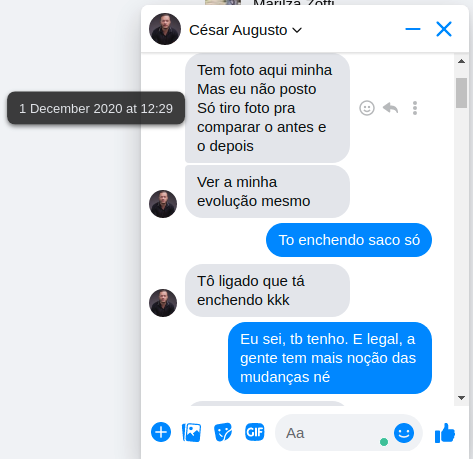 Marilza Zotti
César Augusto
Tem foto aqui minha
Mas eu não posto
Só tiro foto pra
comparar o antes e
o depois
1 December 2020 at 12:29
Ver a minha
evolução mesmo
To enchendo saco só
Tô ligado que tá
enchendo kkk
Eu sei, tb tenho. E legal, a
gente tem mais noção das
mudanças né
GIF
Aa